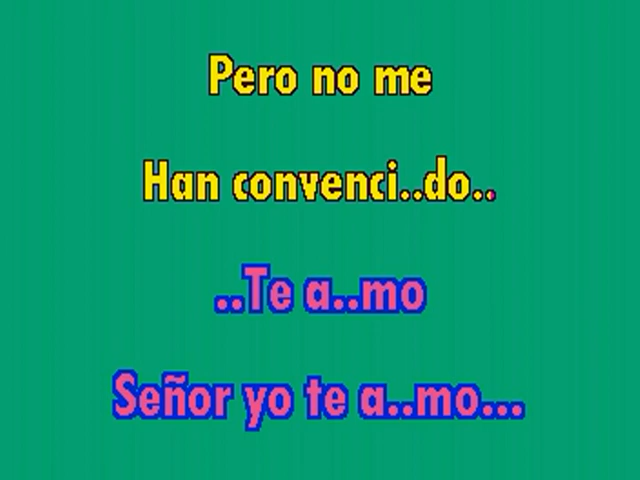 Pero no me
Han convenci..do..
..Te a..mo
Señor yo te a..mo...